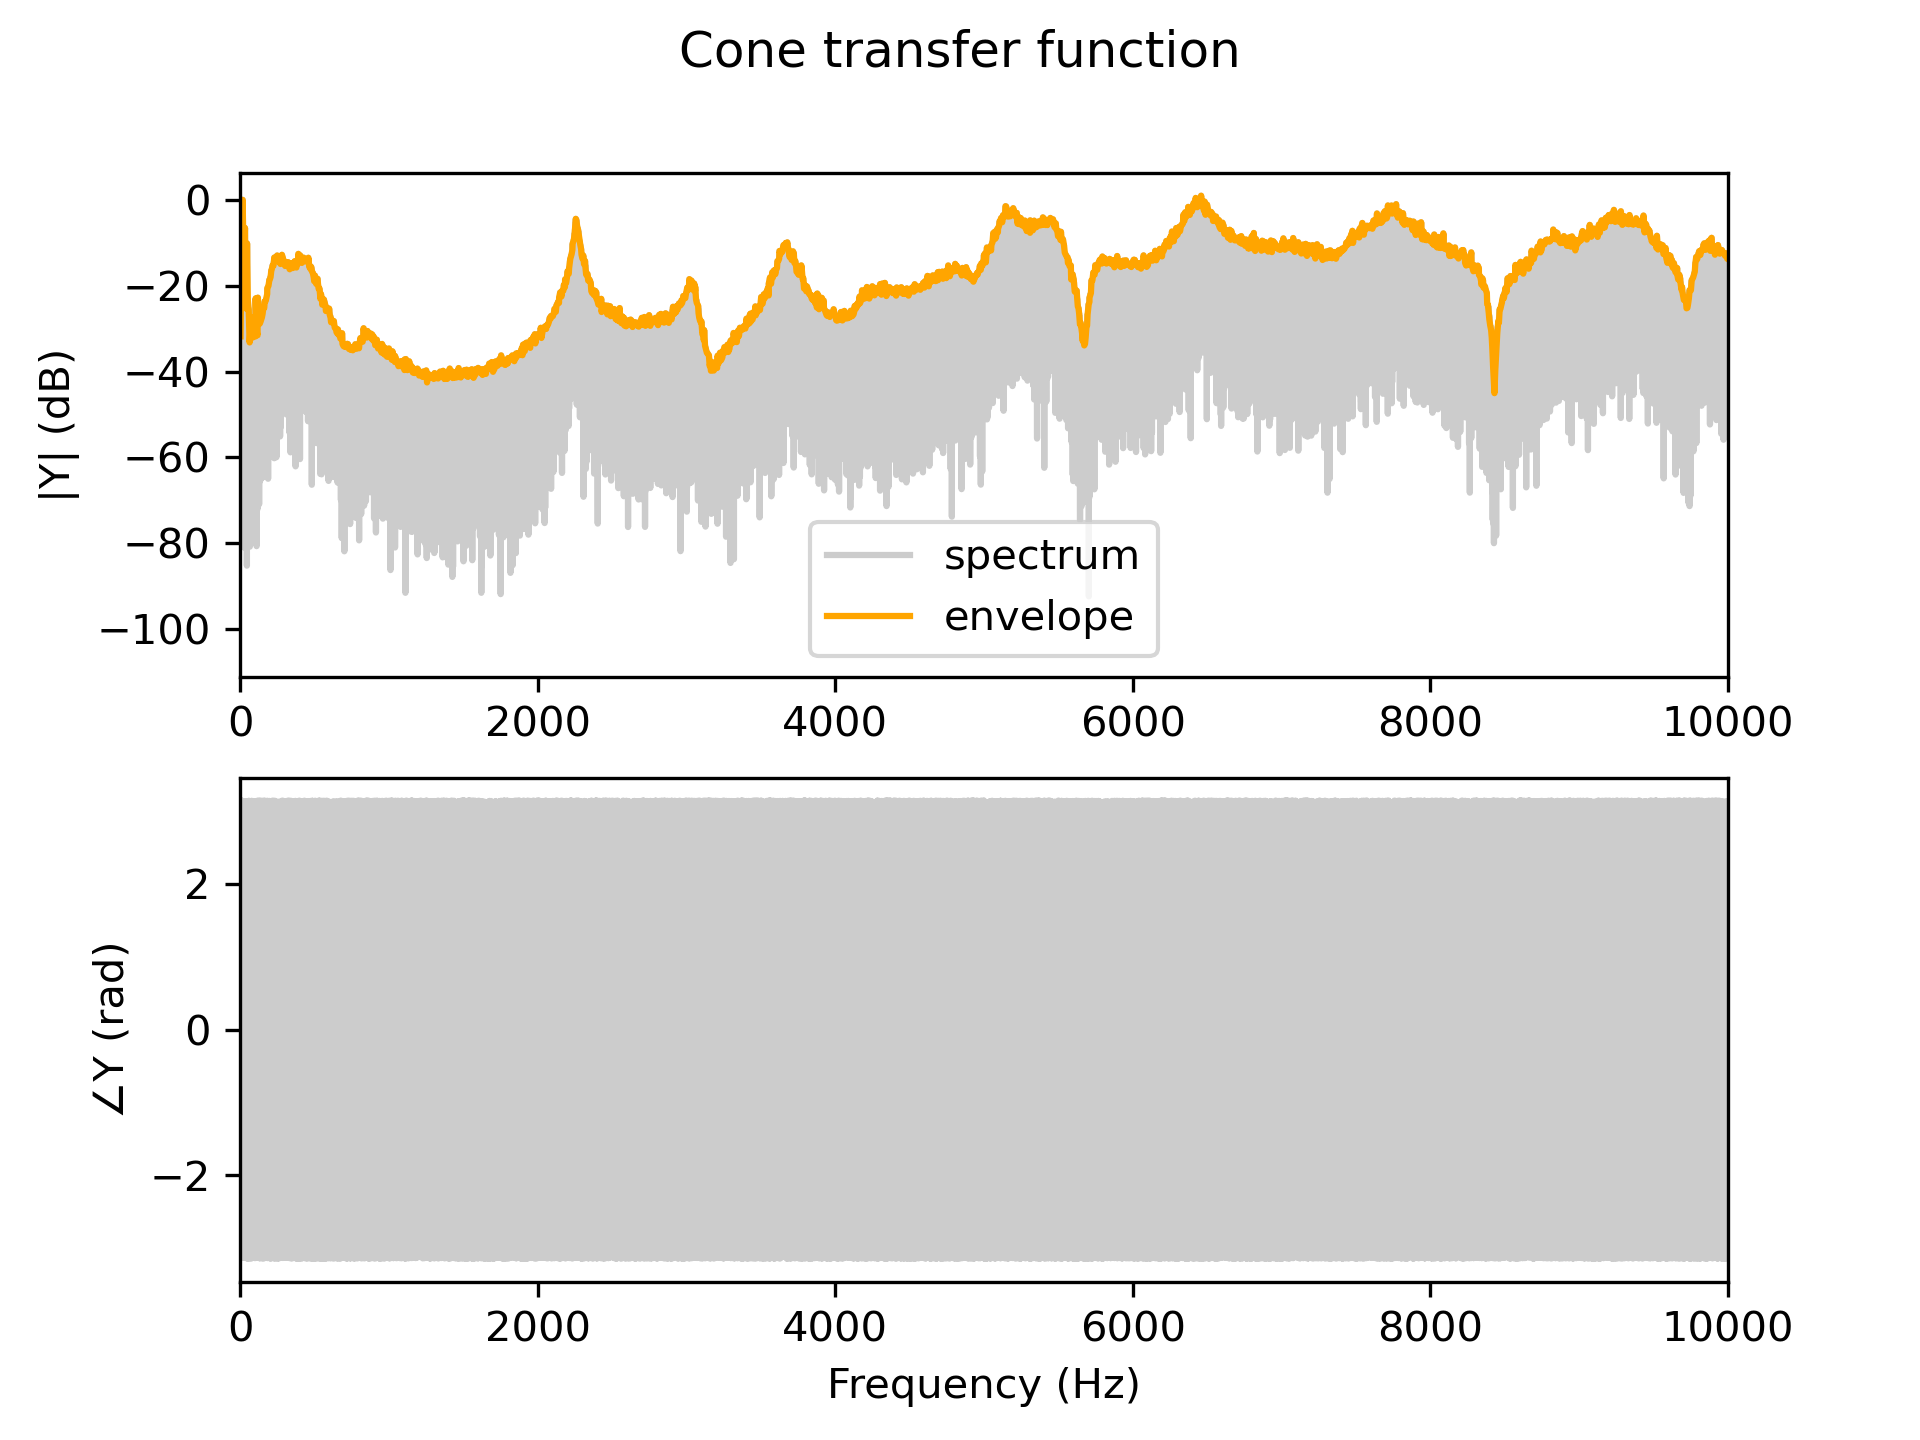 Cone transfer function
|Y| (dB)
0
−20
−40
−60
−80
−100
spectrum
envelope
0 2000 4000 6000 8000 10000
∠Y (rad)
2
0
−2
0 2000 4000 6000 8000 10000
Frequency (Hz)